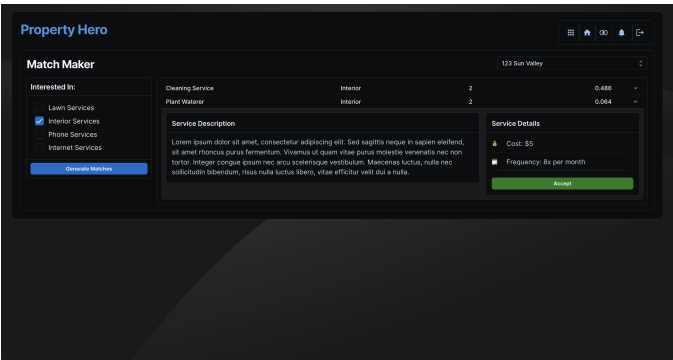 Property Hero
Match Maker
123 Sun Valley
Interested In:
Lawn Services
Interior Services
Phone Services
Internet Services
Generate Matches
Cleaning Service Interior 2 0.486
Plant Waterer Interior 2 0.064
Service Description
Lorem ipsum dolor sit amet, consectetur adipiscing elit. Sed sagittis neque in sapien eleifend,
sit amet rhoncus purus fermentum. Vivamus ut quam vitae purus molestie venenatis nec non
tortor. Integer congue ipsum nec arcu scelerisque vestibulum. Maecenas luctus, nulla nec
sollicitudin bibendum, risus nulla luctus libero, vitae efficitur velit dui a nulla.
Service Details
Cost: $5
Frequency: 8x per month
Accept